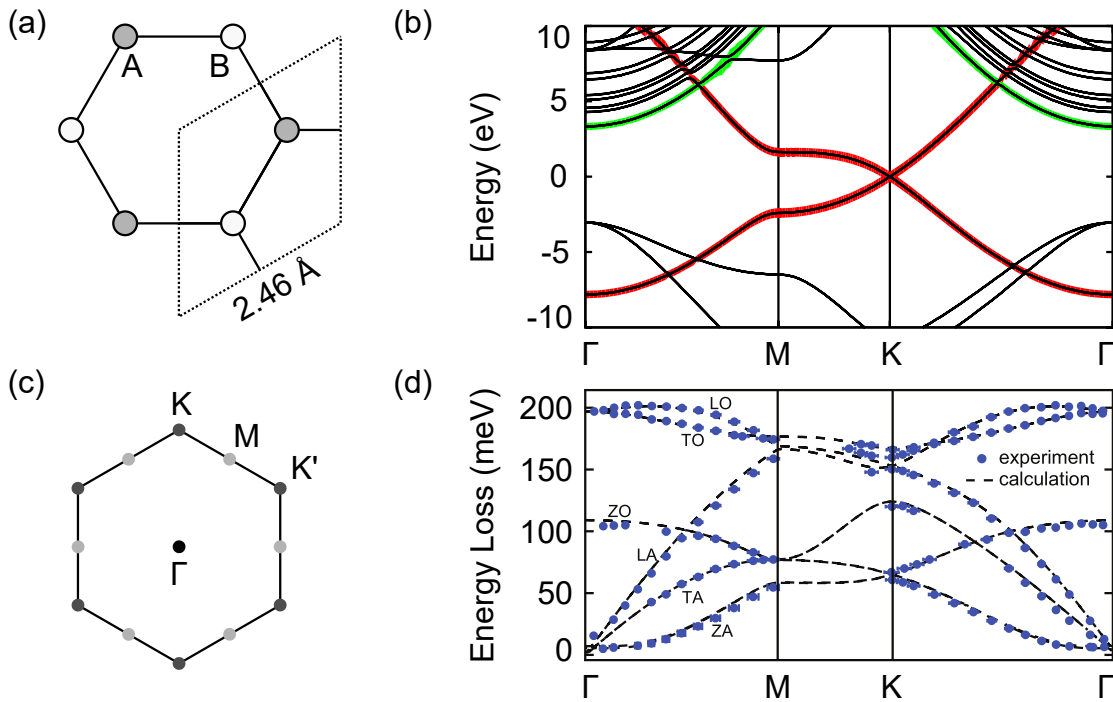 (a)
A B
2.46 Å
(b)
Energy (eV)
10
5
0
-5
-10
Γ M K Γ
(c)
K
M
K'
Γ
(d)
Energy Loss (meV)
200
150
100
50
0
LO
TO
ZO
LA
TA
ZA
experiment
calculation
Γ M K Γ